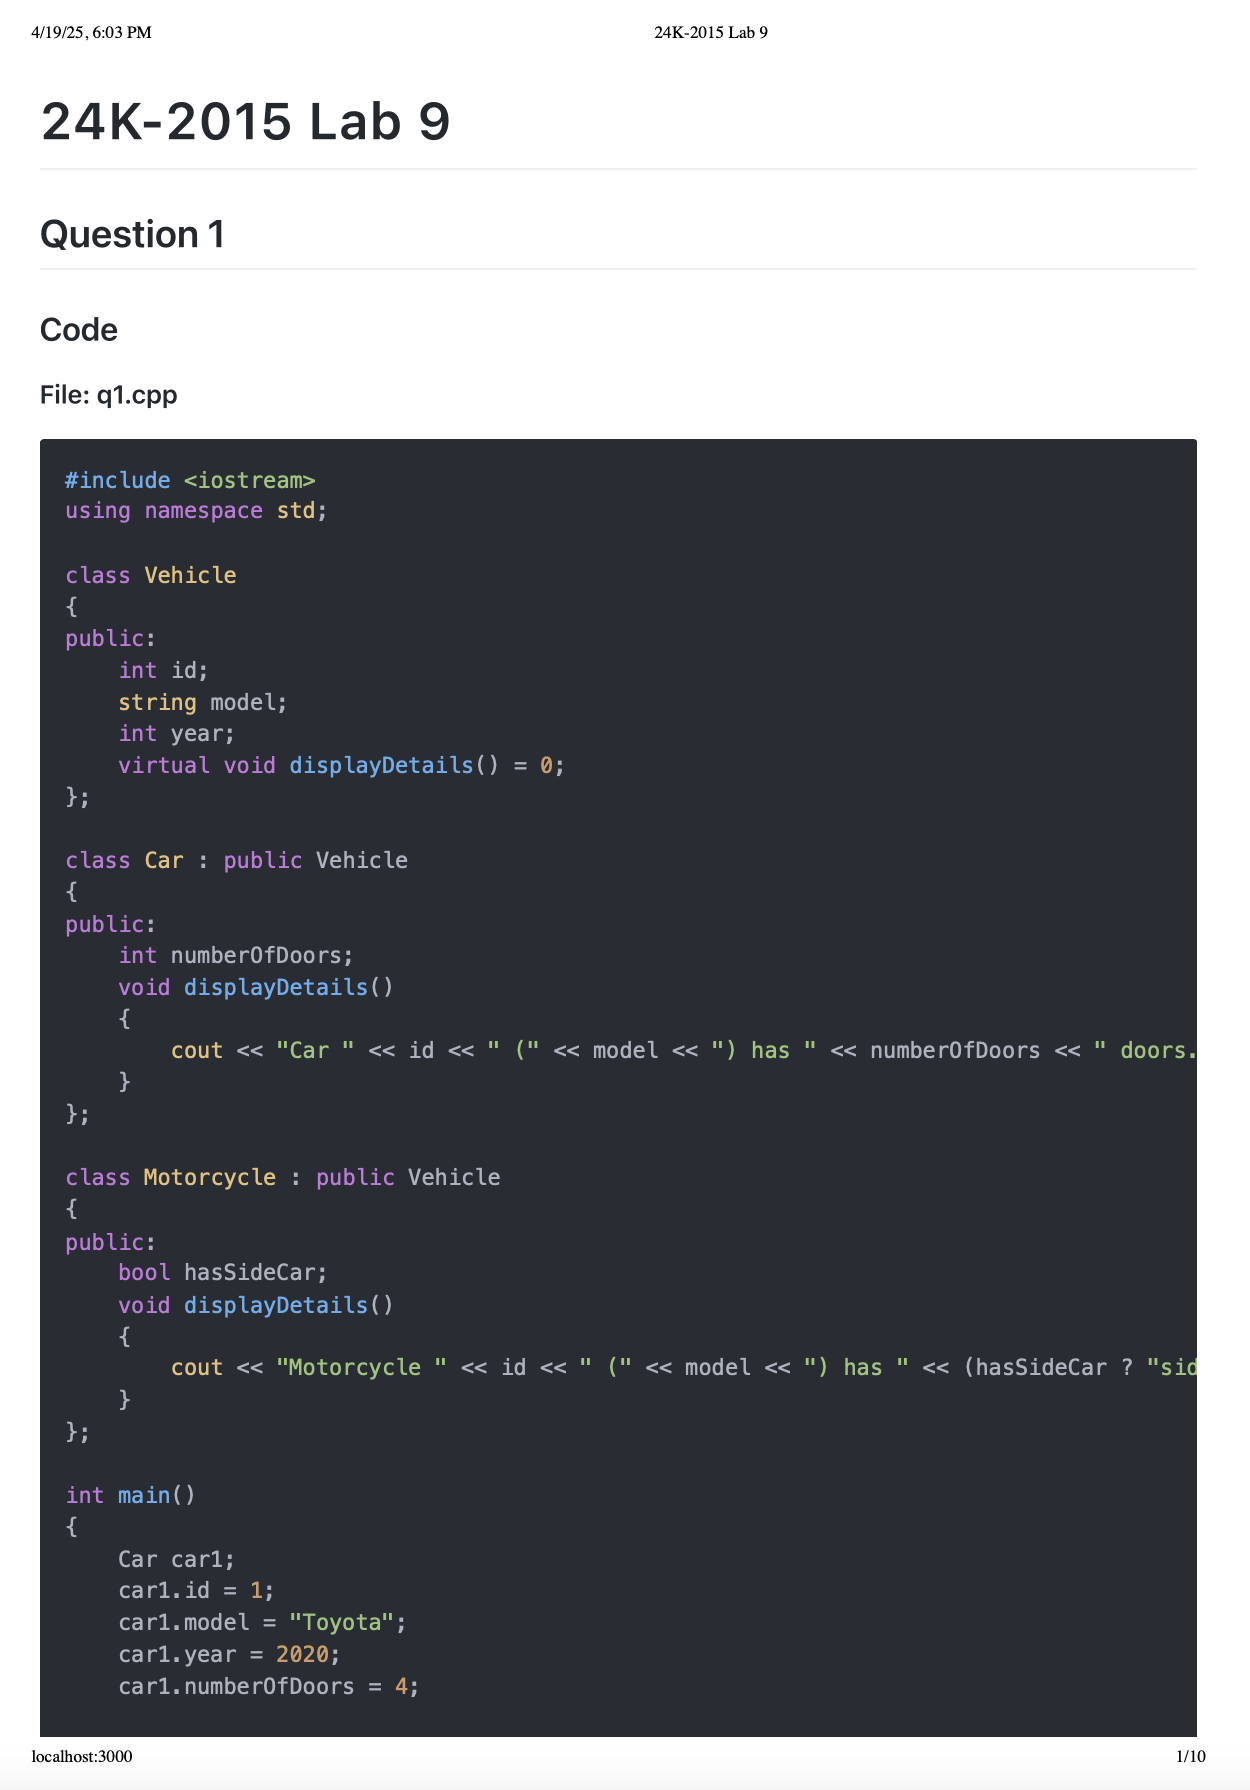 4/19/25, 6:03 PM
24K-2015 Lab 9
24K-2015 Lab 9
Question 1
Code
File: q1.cpp
#include <iostream>
using namespace std;
class Vehicle
{
public:
    int id;
    string model;
    int year;
    virtual void displayDetails() = 0;
};
class Car : public Vehicle
{
public:
    int numberOfDoors;
    void displayDetails()
    {
        cout << "Car " << id << " (" << model << ") has " << numberOfDoors << " doors.
    }
};
class Motorcycle : public Vehicle
{
public:
    bool hasSideCar;
    void displayDetails()
    {
        cout << "Motorcycle " << id << " (" << model << ") has " << (hasSideCar ? "sid
    }
};
int main()
{
    Car car1;
    car1.id = 1;
    car1.model = "Toyota";
    car1.year = 2020;
    car1.numberOfDoors = 4;
localhost:3000
1/10